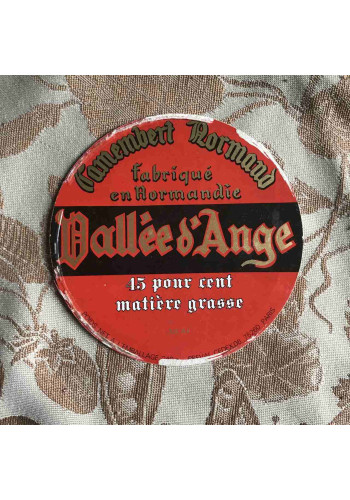 Camembert Normand
fabriqué
en Normandie
Vallée d'Ange
45 pour cent
matière grasse